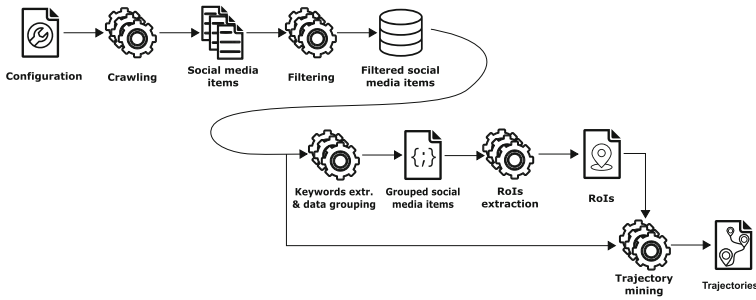 Configuration
Crawling
Social media
items
Filtering
Filtered social
media items
Keywords extr.
& data grouping
{;}
Grouped social
media items
RoIs
extraction
RoIs
Trajectory
mining
Trajectories